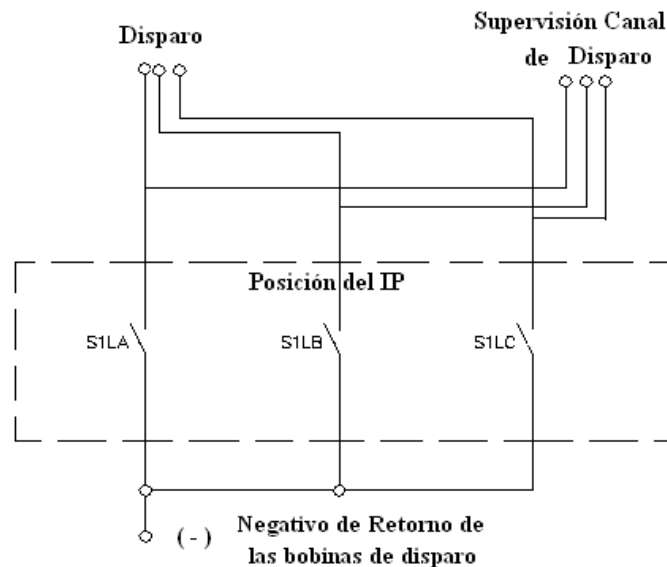 Disparo
Supervisión Canal
de Disparo
Posición del IP
S1LA
S1LB
S1LC
(-) Negativo de Retorno de
las bobinas de disparo